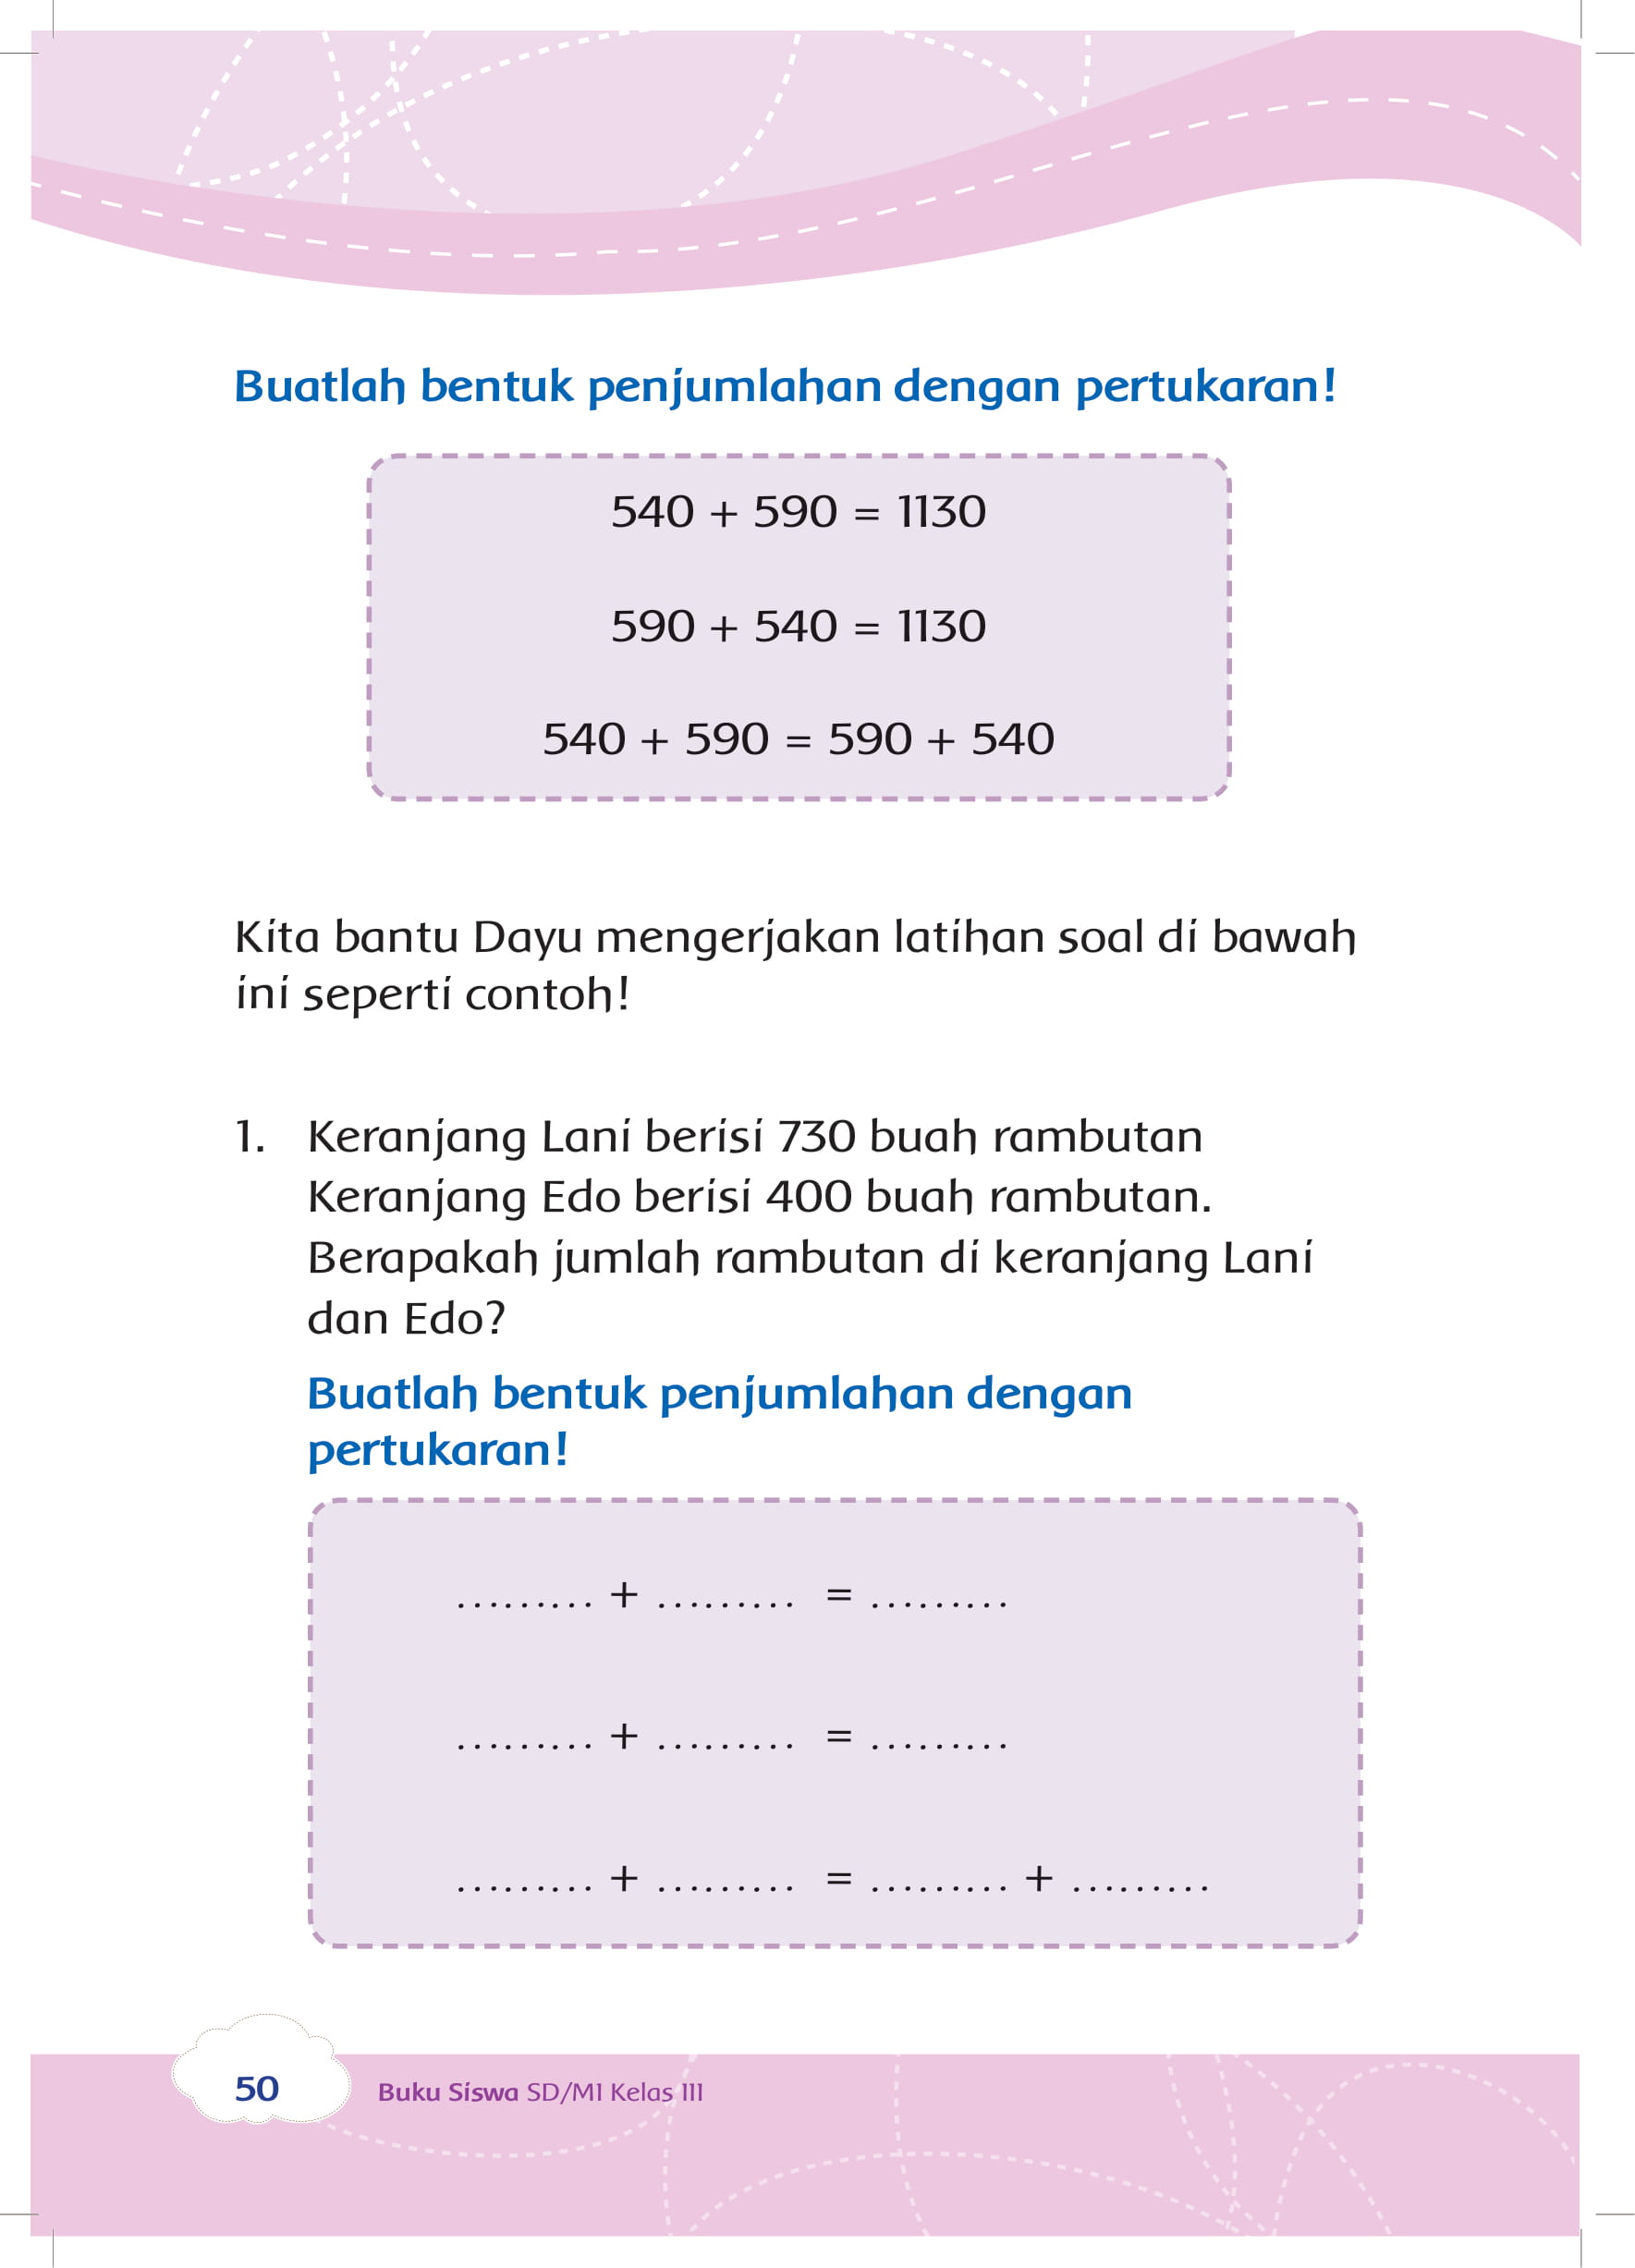 Buatlah bentuk penjumlahan dengan pertukaran!
540 + 590 = 1130
590 + 540 = 1130
540 + 590 = 590 + 540
Kita bantu Dayu mengerjakan latihan soal di bawah
ini seperti contoh!
1. Keranjang Lani berisi 730 buah rambutan
Keranjang Edo berisi 400 buah rambutan.
Berapakah jumlah rambutan di keranjang Lani
dan Edo?
Buatlah bentuk penjumlahan dengan
pertukaran!
......... + ......... = .........
......... + ......... = .........
......... + ......... = ......... + .........
50 Buku Siswa SD/MI Kelas III